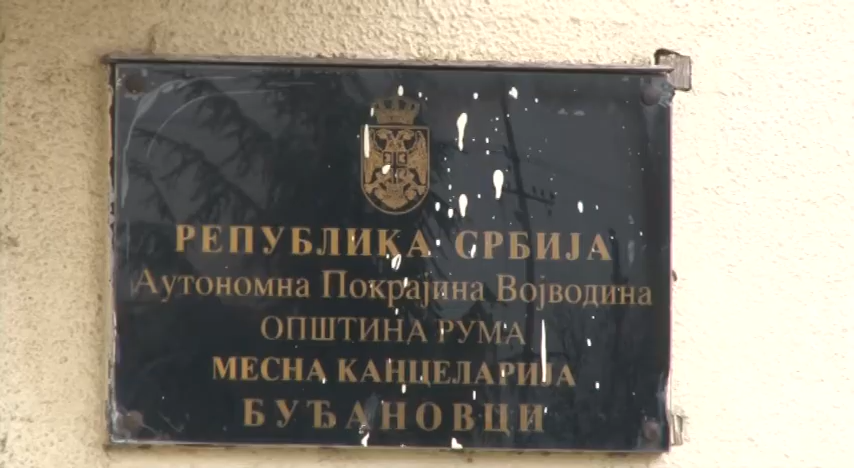 РЕПУБЛИКА СРБИЈА
Аутономна Покрајина Војводина
ОПШТИНА РУМА
МЕСНА КАНЦЕЛАРИЈА
БУЂАНОВЦИ